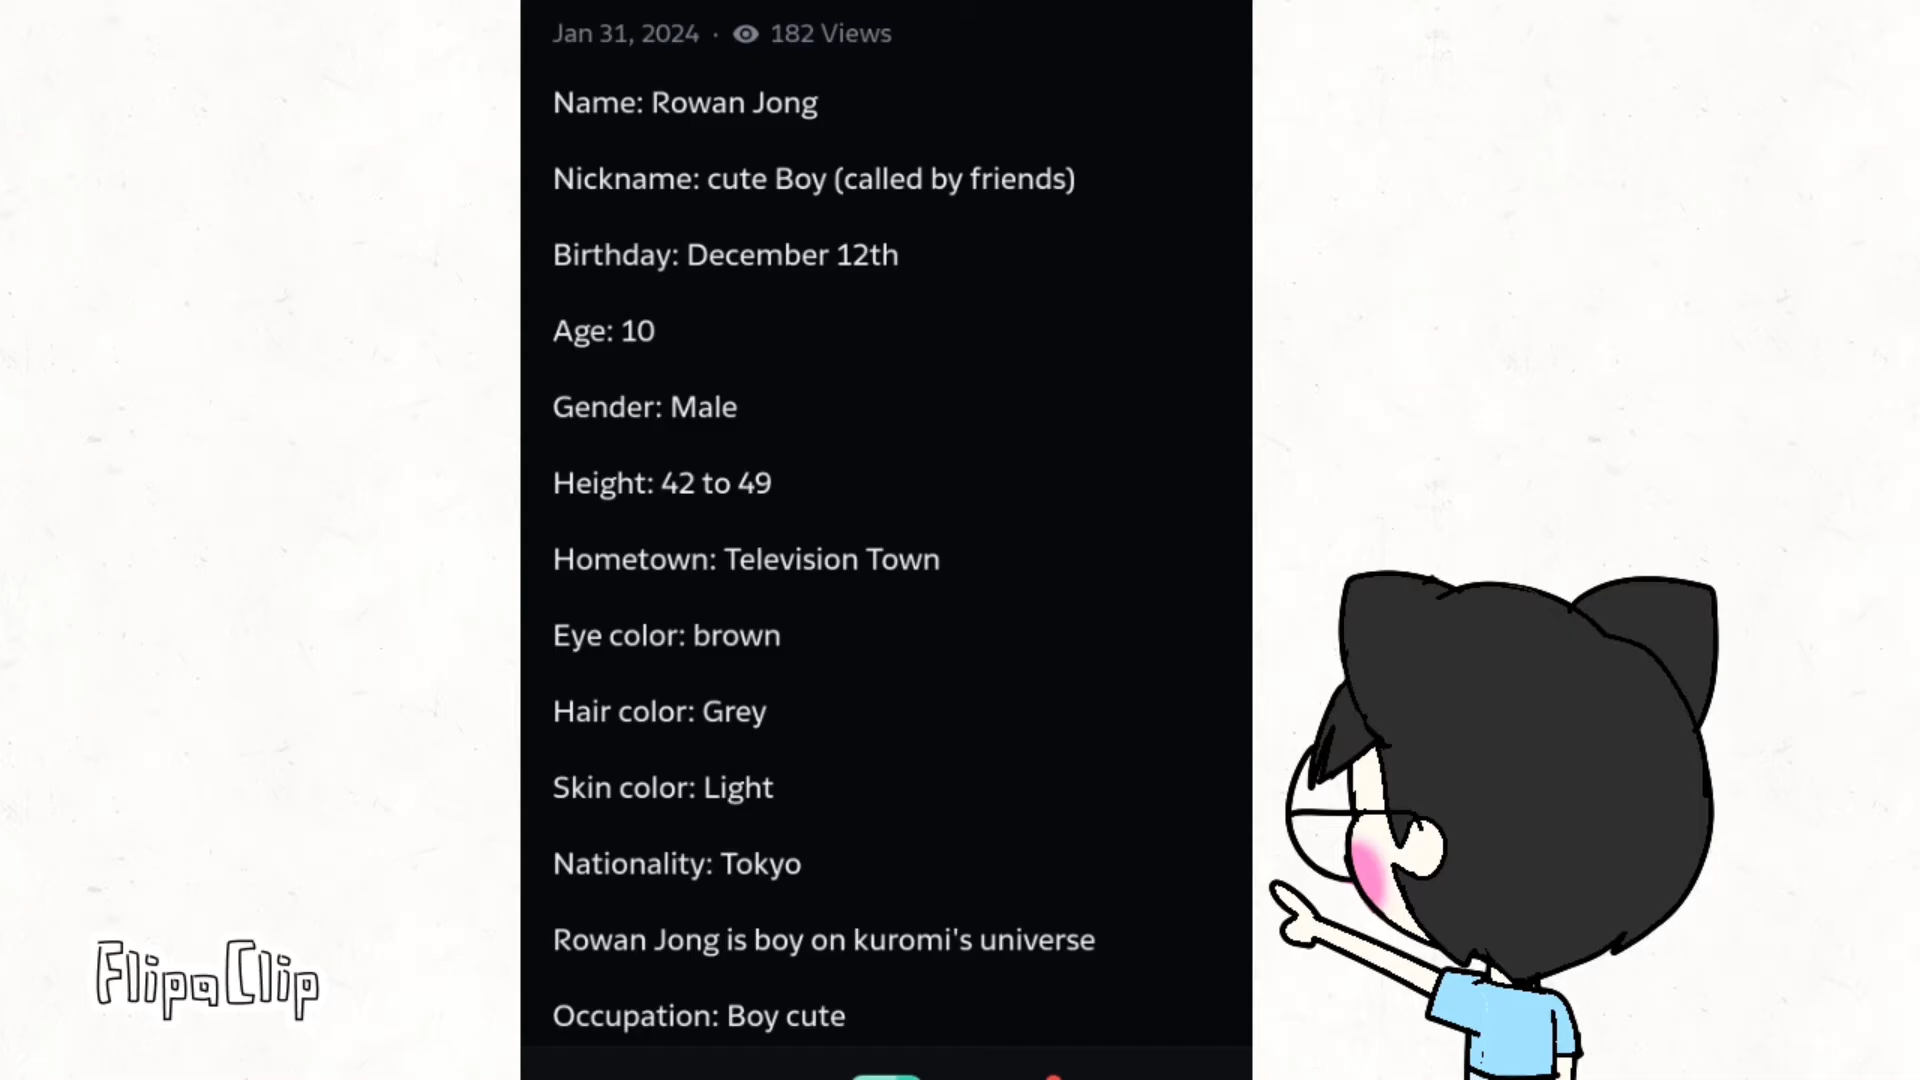 Jan 31, 2024 · 182 Views
Name: Rowan Jong
Nickname: cute Boy (called by friends)
Birthday: December 12th
Age: 10
Gender: Male
Height: 42 to 49
Hometown: Television Town
Eye color: brown
Hair color: Grey
Skin color: Light
Nationality: Tokyo
Rowan Jong is boy on kuromi's universe
Occupation: Boy cute
FlipaClip